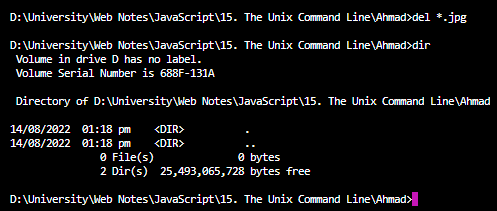 D:\University\Web Notes\JavaScript\15. The Unix Command Line\Ahmad>del *.jpg
D:\University\Web Notes\JavaScript\15. The Unix Command Line\Ahmad>dir
Volume in drive D has no label.
Volume Serial Number is 688F-131A
Directory of D:\University\Web Notes\JavaScript\15. The Unix Command Line\Ahmad
14/08/2022  01:18 pm    <DIR>          .
14/08/2022  01:18 pm    <DIR>          ..
0 File(s)              0 bytes
2 Dir(s)  25,493,065,728 bytes free
D:\University\Web Notes\JavaScript\15. The Unix Command Line\Ahmad>